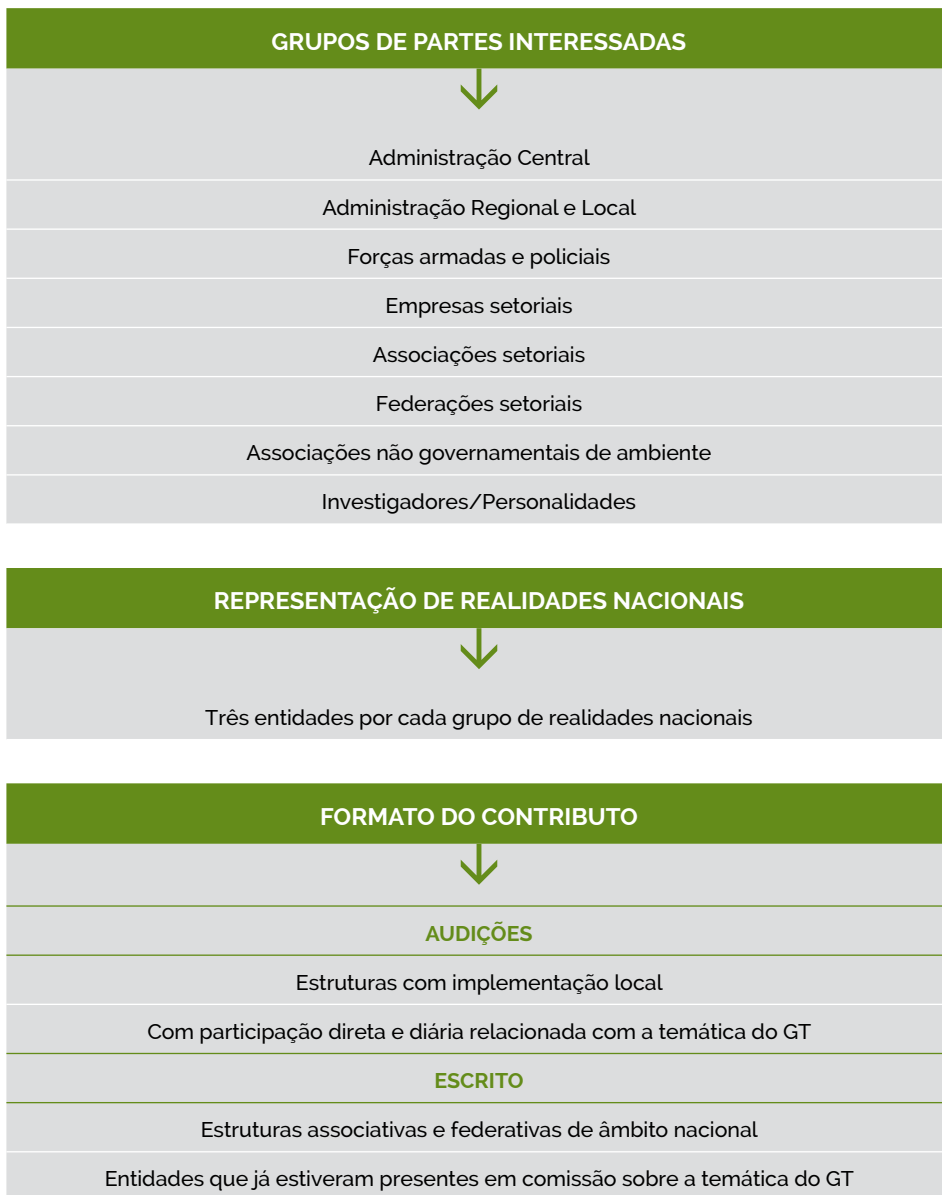 GRUPOS DE PARTES INTERESSADAS
Administração Central
Administração Regional e Local
Forças armadas e policiais
Empresas setoriais
Associações setoriais
Federações setoriais
Associações não governamentais de ambiente
Investigadores/Personalidades
REPRESENTAÇÃO DE REALIDADES NACIONAIS
Três entidades por cada grupo de realidades nacionais
FORMATO DO CONTRIBUTO
AUDIÇÕES
Estruturas com implementação local
Com participação direta e diária relacionada com a temática do GT
ESCRITO
Estruturas associativas e federativas de âmbito nacional
Entidades que já estiveram presentes em comissão sobre a temática do GT